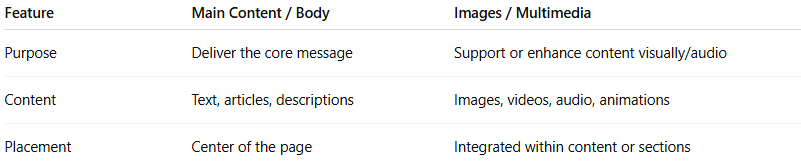 Feature Main Content / Body Images / Multimedia
Purpose Deliver the core message Support or enhance content visually/audio
Content Text, articles, descriptions Images, videos, audio, animations
Placement Center of the page Integrated within content or sections